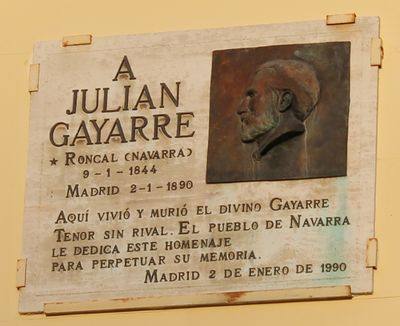 A
JULIAN
GAYARRE
★ RONCAL (NAVARRA)
9-1-1844
MADRID 2-1-1890
AQUÍ VIVIÓ Y MURIÓ EL DIVINO GAYARRE
TENOR SIN RIVAL. EL PUEBLO DE NAVARRA
LE DEDICA ESTE HOMENAJE
PARA PERPETUAR SU MEMORIA.
MADRID 2 DE ENERO DE 1990